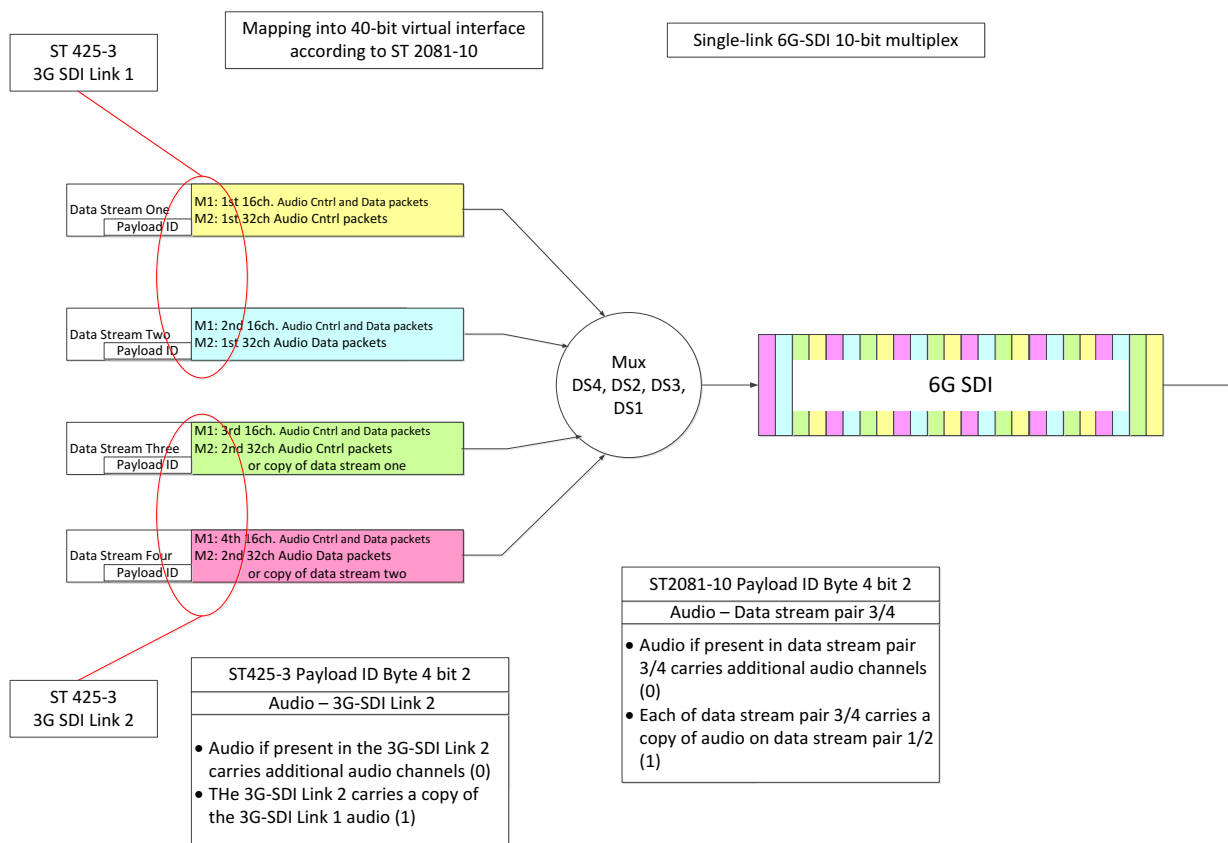 ST 425-3
3G SDI Link 1
Mapping into 40-bit virtual interface
according to ST 2081-10
Single-link 6G-SDI 10-bit multiplex
Data Stream One
Payload ID
M1: 1st 16ch. Audio Cntrl and Data packets
M2: 1st 32ch Audio Cntrl packets
Data Stream Two
Payload ID
M1: 2nd 16ch. Audio Cntrl and Data packets
M2: 1st 32ch Audio Data packets
Data Stream Three
Payload ID
M1: 3rd 16ch. Audio Cntrl and Data packets
M2: 2nd 32ch Audio Cntrl packets
or copy of data stream one
Data Stream Four
Payload ID
M1: 4th 16ch. Audio Cntrl and Data packets
M2: 2nd 32ch Audio Data packets
or copy of data stream two
Mux
DS4, DS2, DS3,
DS1
6G SDI
ST 425-3
3G SDI Link 2
ST425-3 Payload ID Byte 4 bit 2
Audio – 3G-SDI Link 2
• Audio if present in the 3G-SDI Link 2
carries additional audio channels (0)
• THe 3G-SDI Link 2 carries a copy of
the 3G-SDI Link 1 audio (1)
ST2081-10 Payload ID Byte 4 bit 2
Audio – Data stream pair 3/4
• Audio if present in data stream pair
3/4 carries additional audio channels
(0)
• Each of data stream pair 3/4 carries a
copy of audio on data stream pair 1/2
(1)